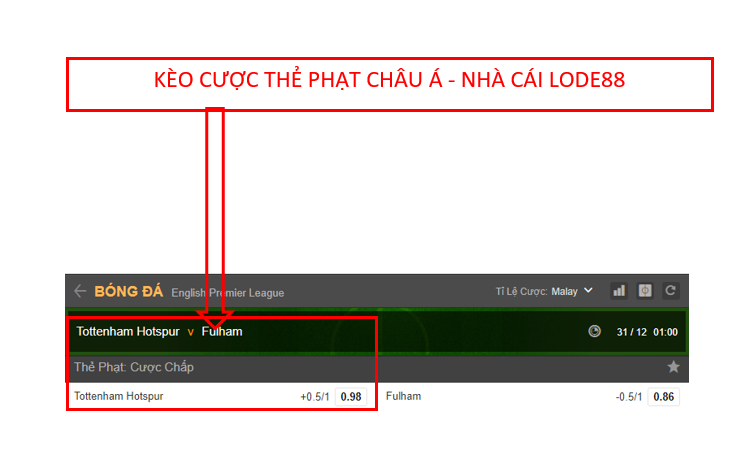 KÈO CƯỢC THẺ PHẠT CHÂU Á - NHÀ CÁI LODE88
BÓNG ĐÁ English Premier League Tỉ Lệ Cược: Malay
Tottenham Hotspur v Fulham 31 / 12 01:00
Thẻ Phạt: Cược Chấp
Tottenham Hotspur +0.5/1 0.98 Fulham -0.5/1 0.86